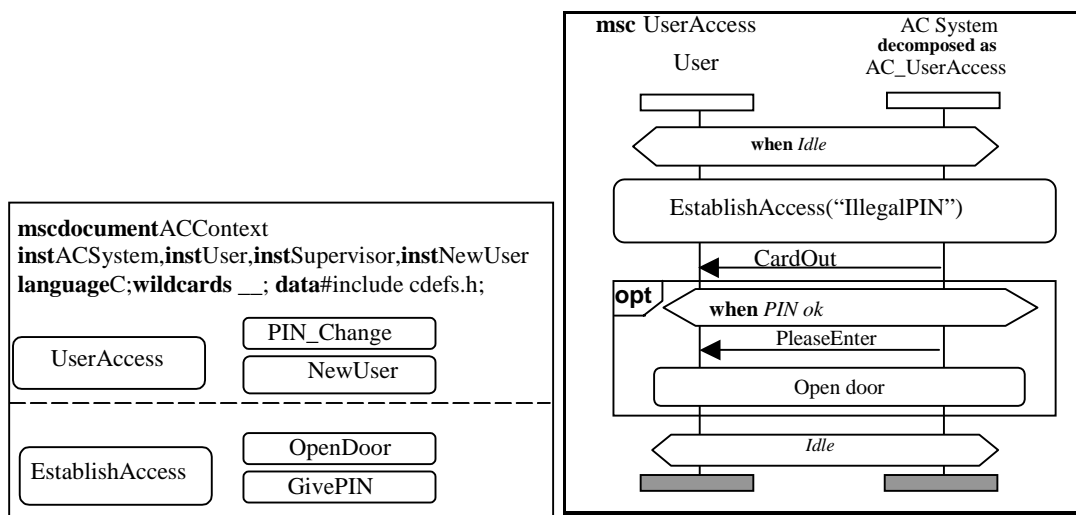 mscdocumentACContext
instACSystem,instUser,instSupervisor,instNewUser
languageC;wildcards __; data#include cdefs.h;
UserAccess
PIN_Change
NewUser
EstablishAccess
OpenDoor
GivePIN
msc UserAccess
User
AC System
decomposed as
AC_UserAccess
when Idle
EstablishAccess(“IllegalPIN”)
CardOut
opt
when PIN ok
PleaseEnter
Open door
Idle